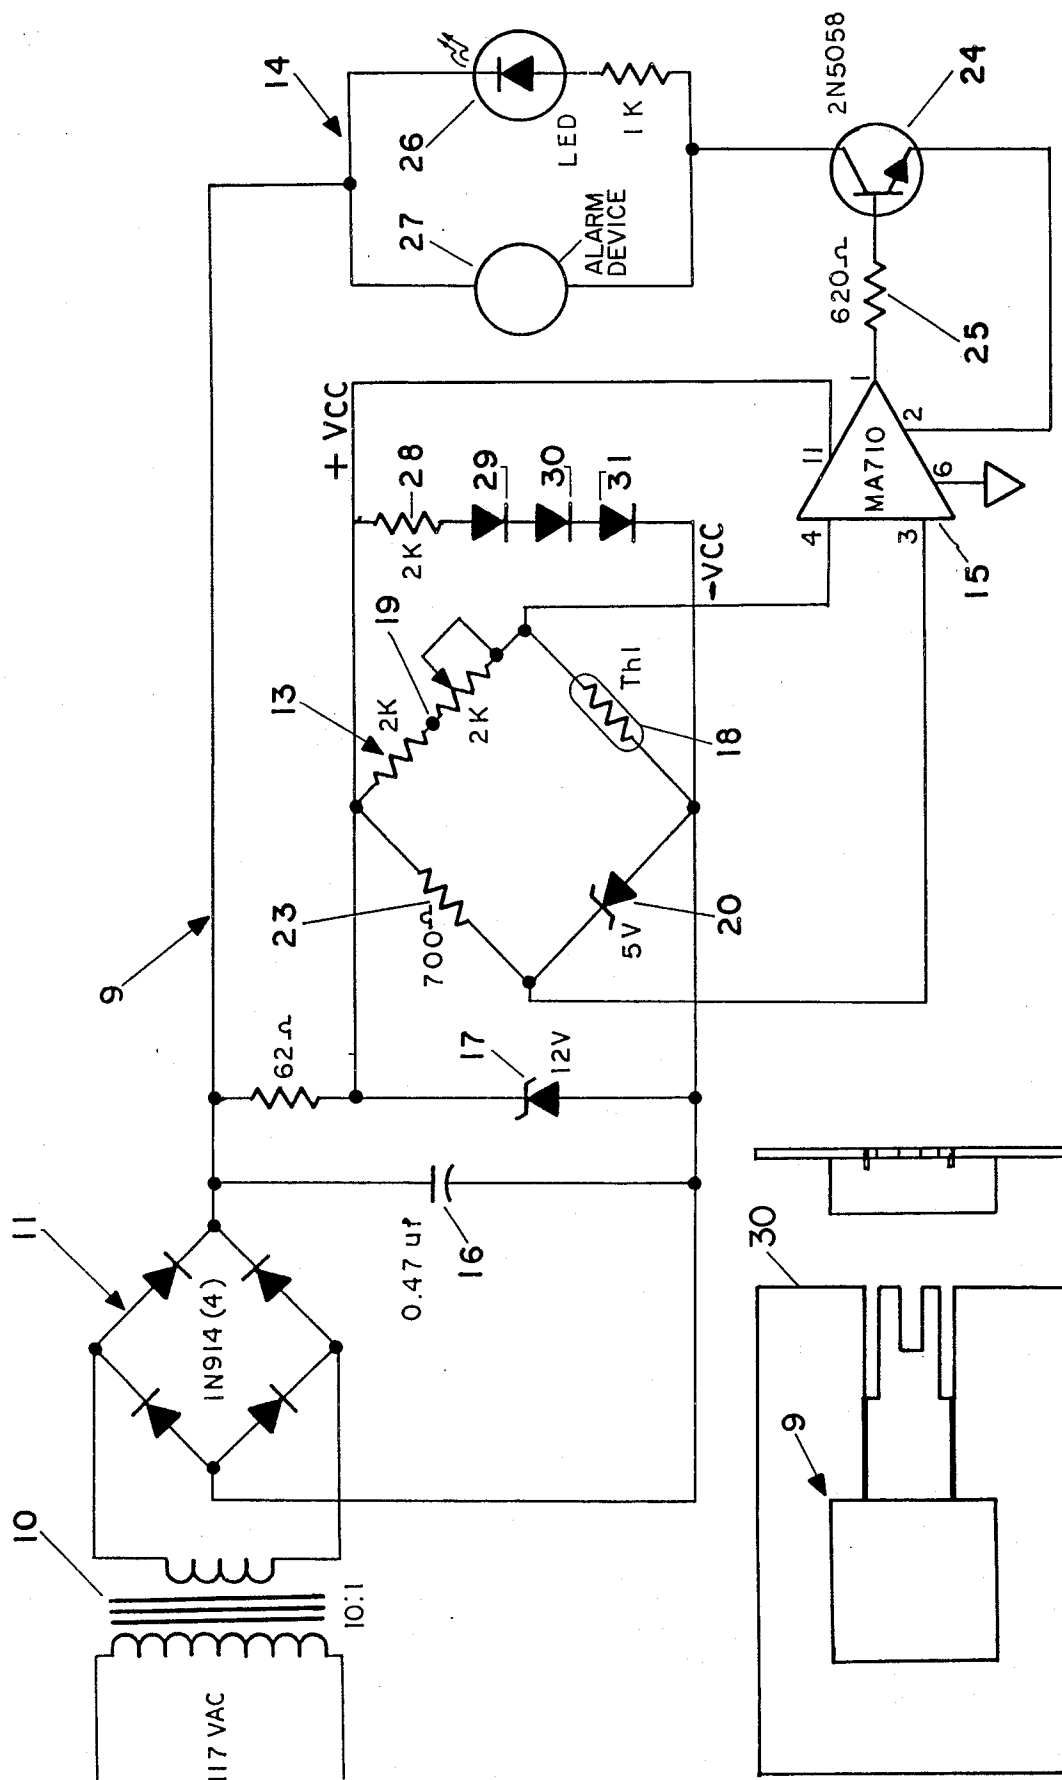 117 VAC
10
10:1
11
1N914 (4)
9
62Ω
0.47 uf
16
17
12V
23
700Ω
13
2K
19
2K
5V
20
Th1
18
+ VCC
28
2K
29
30
31
-VCC
14
26
27
LED
1K
ALARM
DEVICE
2N5058
24
620Ω
25
1
11
2
MA710
6
4
3
15
30
9